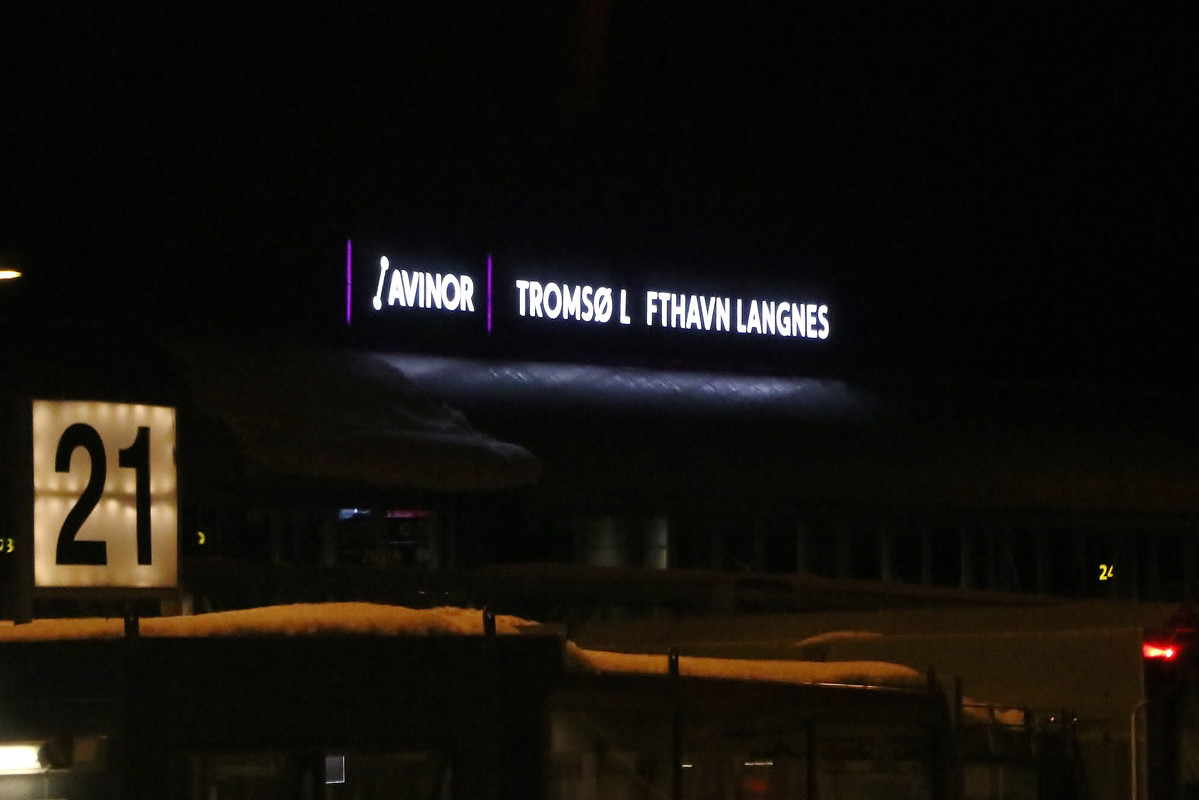 AVINOR TROMSØ L FTHAVN LANGNES
21
24